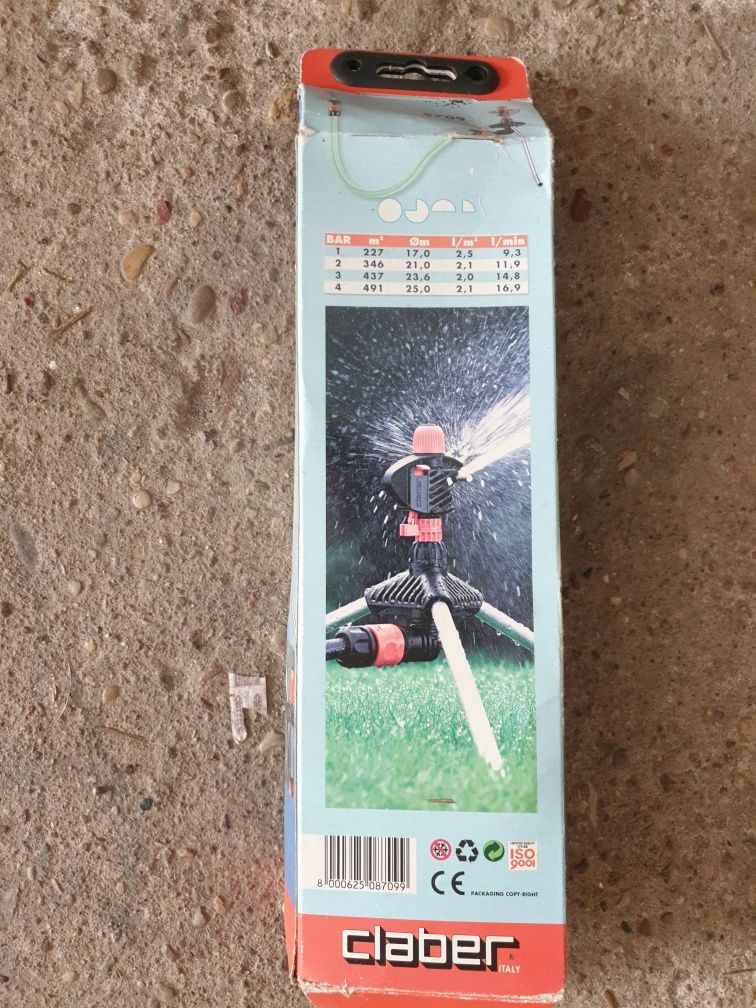 8709
BAR m² Øm l/m² l/min
1 227 17,0 2,5 9,3
2 346 21,0 2,1 11,9
3 437 23,6 2,0 14,8
4 491 25,0 2,1 16,9
ISO
9001
8 000625 087099
CE
PACKAGING COPY-RIGHT
claber®
ITALY